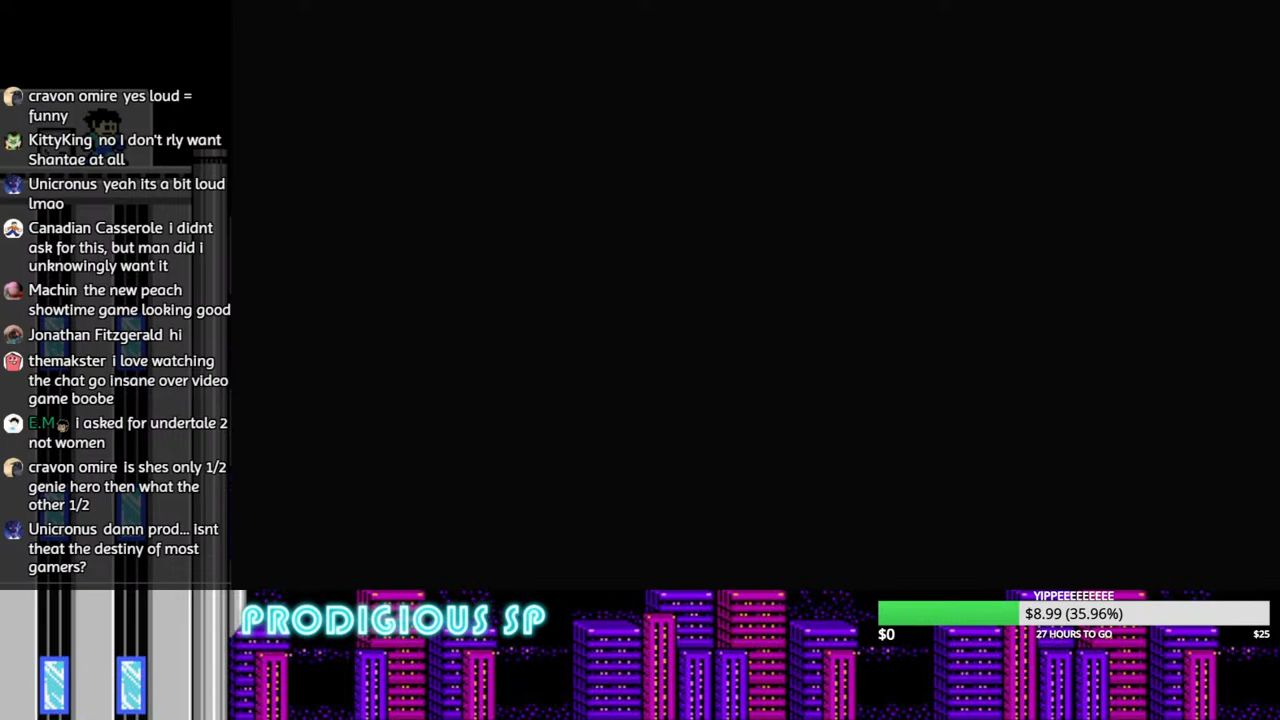 cravon omire yes loud =
funny
KittyKing no I don't rly want
Shantae at all
Unicronus yeah its a bit loud
lmao
Canadian Casserole i didnt
ask for this, but man did i
unknowingly want it
Machin the new peach
showtime game looking good
Jonathan Fitzgerald hi
themakster i love watching
the chat go insane over video
game boobe
E.M i asked for undertale 2
not women
cravon omire is shes only 1/2
genie hero then what the
other 1/2
Unicronus damn prod... isnt
theat the destiny of most
gamers?
PRODIGIOUS SP
YIPPEEEEEEEEE
$8.99 (35.96%)
$0 27 HOURS TO GO $25